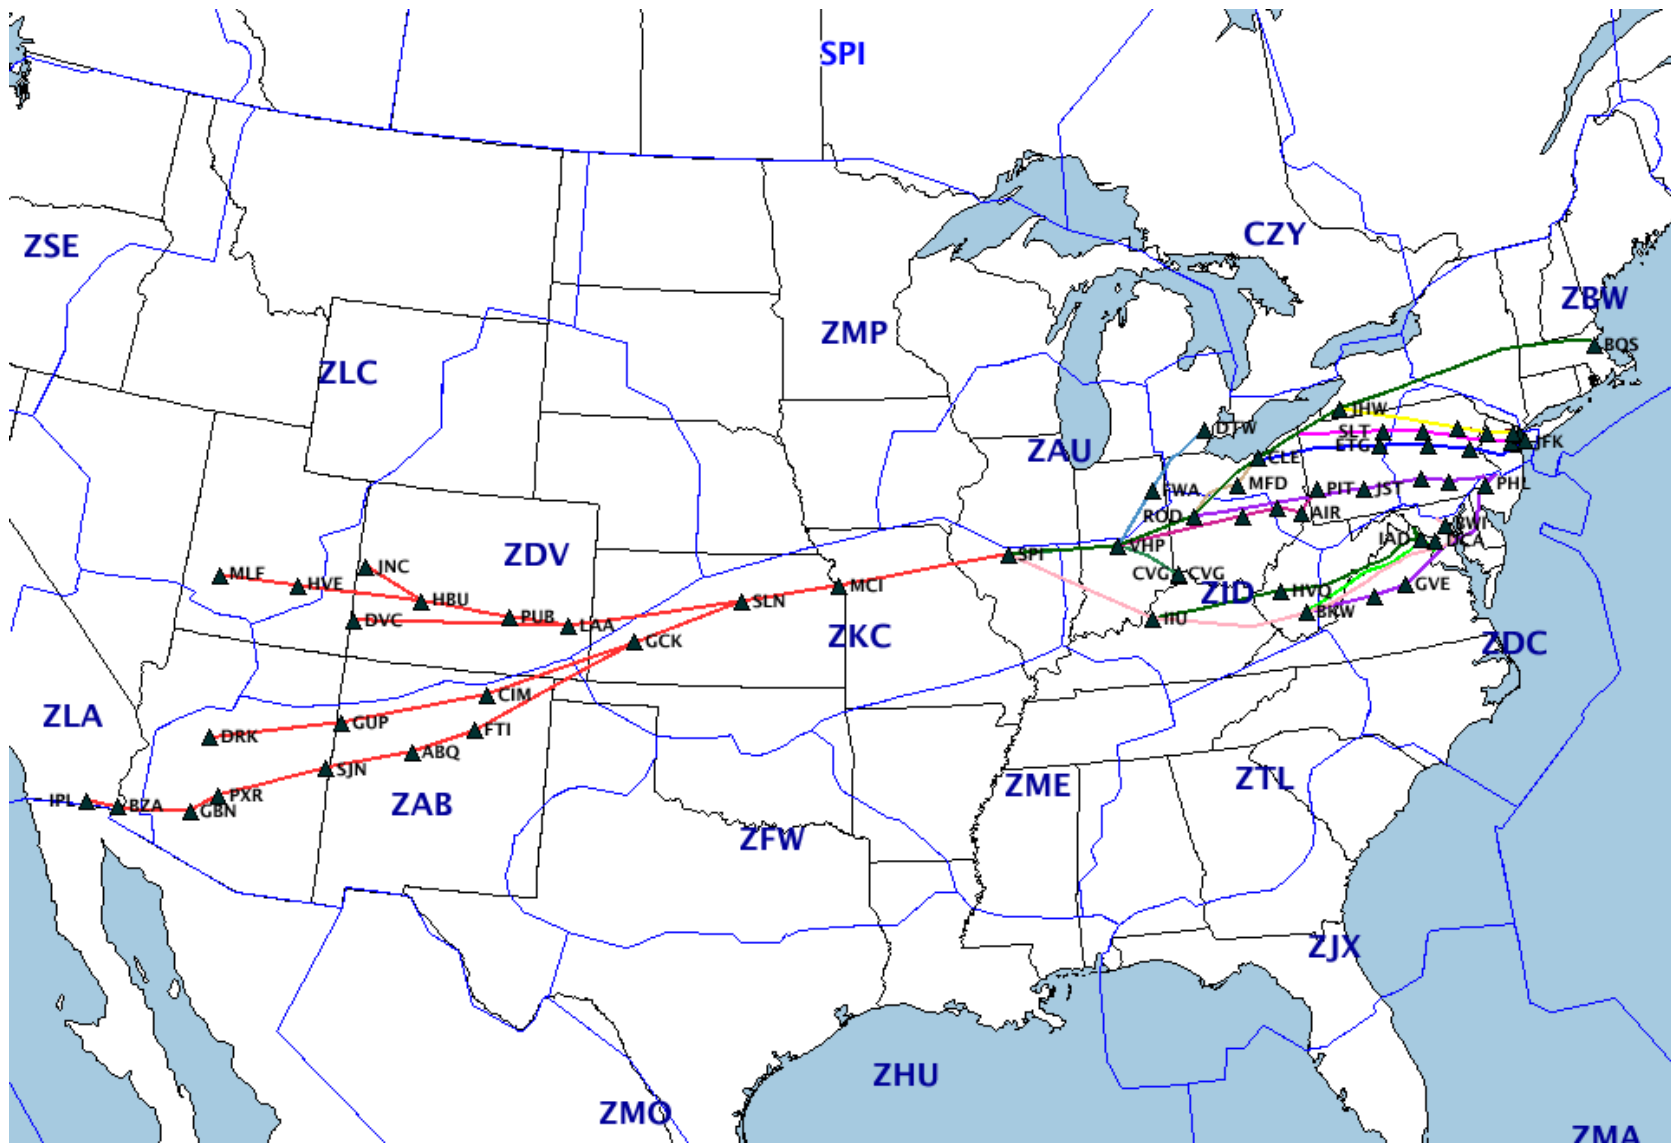 SPI
CZY
ZSE
ZBW
ZMP
BOS
ZLC
JHW
DTW
SLT
JFK
ETG
ZAU
CLE
FWA
MFD
PIT
JST
PHL
ROD
AIR
BWI
IAD
DCA
VHP
ZDV
SPI
JNC
MLF
HVE
CVG
CVG
GVE
MCI
HBU
SLN
ZID
HVQ
BKW
DVC
PUB
LAA
IIU
ZKC
GCK
ZDC
CIM
ZLA
GUP
DRK
FTI
ABQ
SJN
ZME
ZTL
IPL
BZA
PXR
GBN
ZAB
ZFW
ZJX
ZHU
ZMO
ZMA